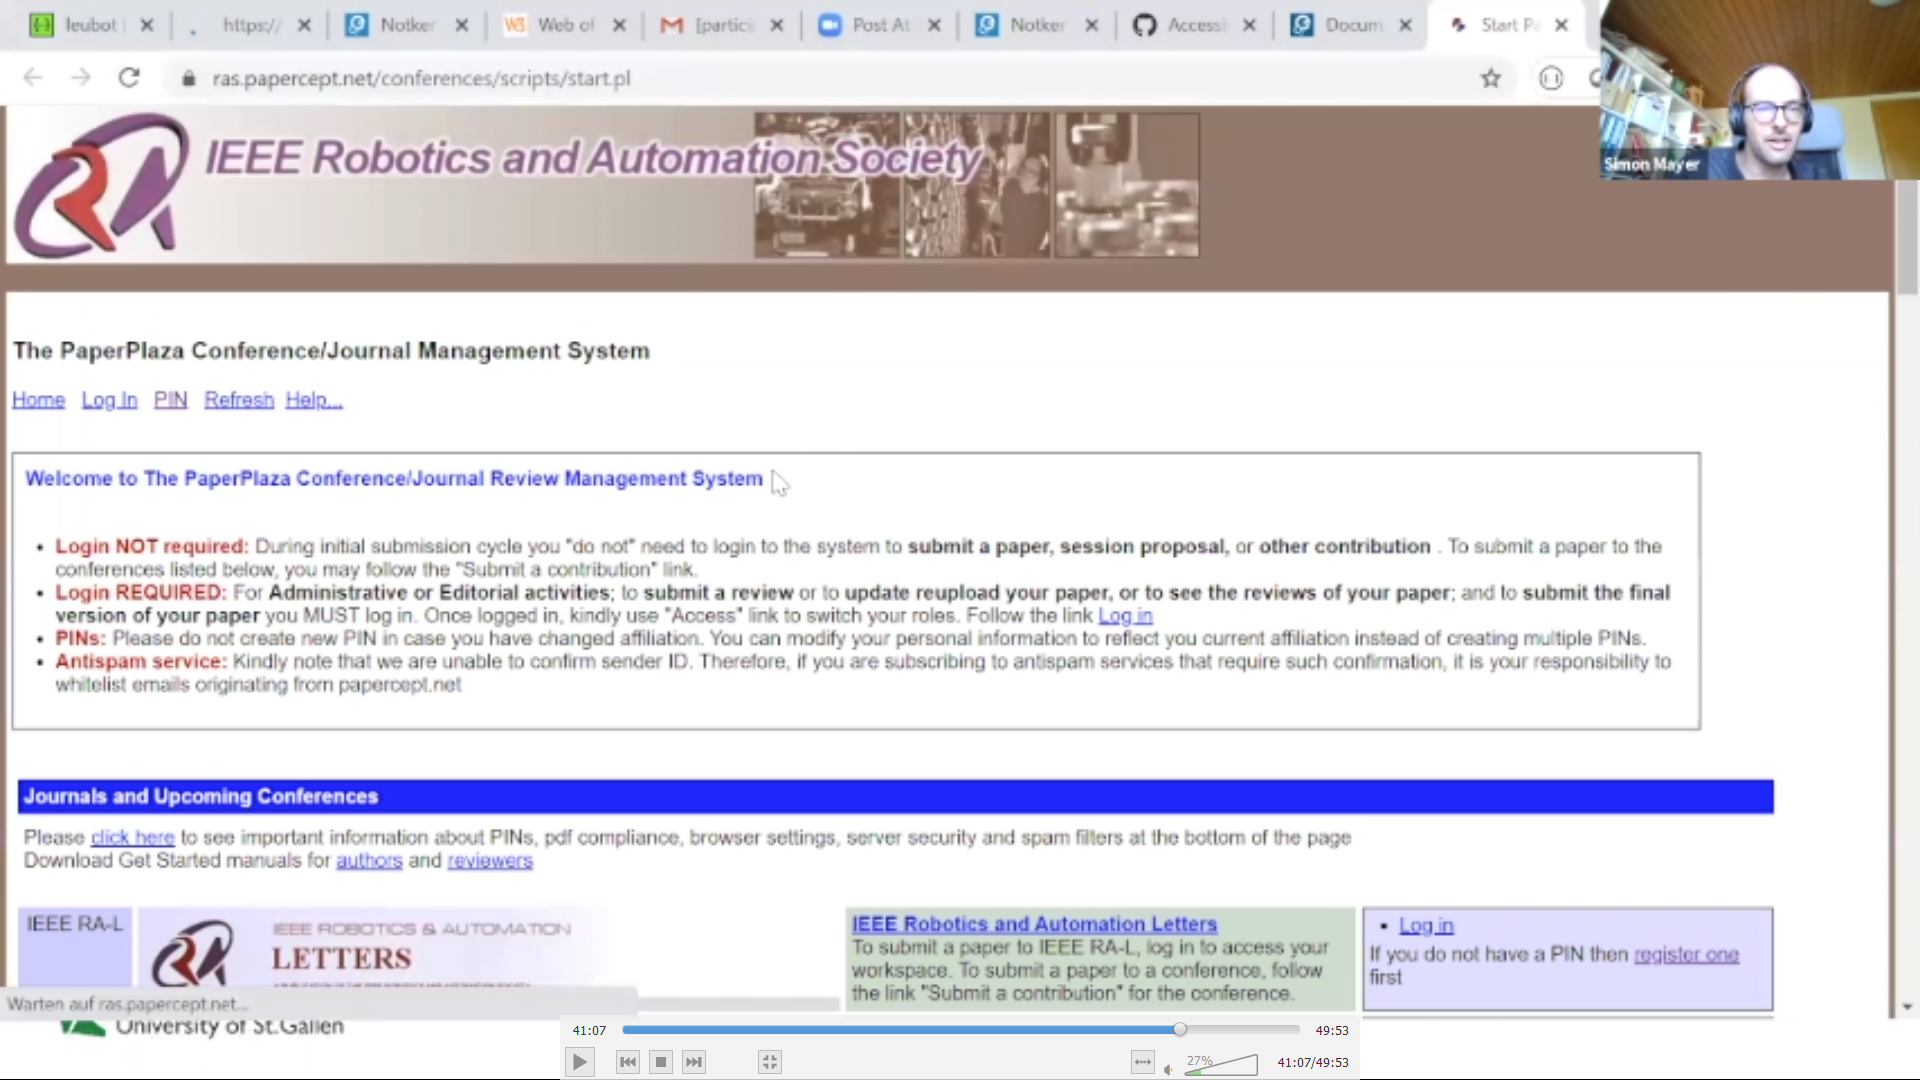 leubot
https://
Notker
Web of
[partici
Post At
Notker
Accessi
Docum
Start Pa
ras.papercept.net/conferences/scripts/start.pl
IEEE Robotics and Automation Society
Simon Mayer
The PaperPlaza Conference/Journal Management System
Home Log In PIN Refresh Help...
Welcome to The PaperPlaza Conference/Journal Review Management System
• Login NOT required: During initial submission cycle you "do not" need to login to the system to submit a paper, session proposal, or other contribution . To submit a paper to the
conferences listed below, you may follow the "Submit a contribution" link.
• Login REQUIRED: For Administrative or Editorial activities; to submit a review or to update reupload your paper, or to see the reviews of your paper; and to submit the final
version of your paper you MUST log in. Once logged in, kindly use "Access" link to switch your roles. Follow the link Log in
• PINs: Please do not create new PIN in case you have changed affiliation. You can modify your personal information to reflect you current affiliation instead of creating multiple PINs.
• Antispam service: Kindly note that we are unable to confirm sender ID. Therefore, if you are subscribing to antispam services that require such confirmation, it is your responsibility to
whitelist emails originating from papercept.net
Journals and Upcoming Conferences
Please click here to see important information about PINs, pdf compliance, browser settings, server security and spam filters at the bottom of the page
Download Get Started manuals for authors and reviewers
IEEE RA-L
IEEE ROBOTICS & AUTOMATION
LETTERS
IEEE Robotics and Automation Letters
To submit a paper to IEEE RA-L, log in to access your
workspace. To submit a paper to a conference, follow
the link "Submit a contribution" for the conference.
• Log in
If you do not have a PIN then register one
first
Warten auf ras.papercept.net...
University of St.Gallen
41:07
49:53
27%
41:07/49:53